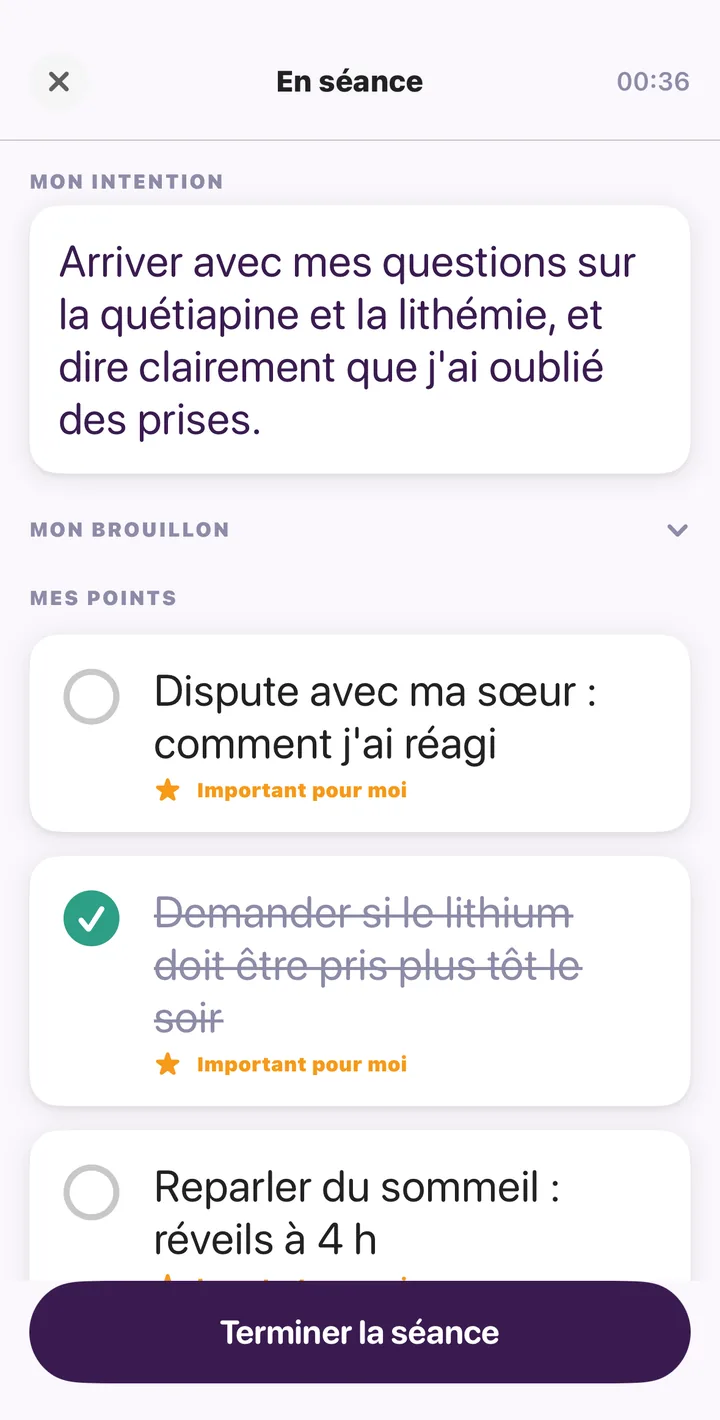 En séance
00:36
MON INTENTION
Arriver avec mes questions sur
la quétiapine et la lithémie, et
dire clairement que j'ai oublié
des prises.
MON BROUILLON
MES POINTS
Dispute avec ma sœur :
comment j'ai réagi
Important pour moi
Demander si le lithium
doit être pris plus tôt le
soir
Important pour moi
Reparler du sommeil :
réveils à 4 h
Terminer la séance